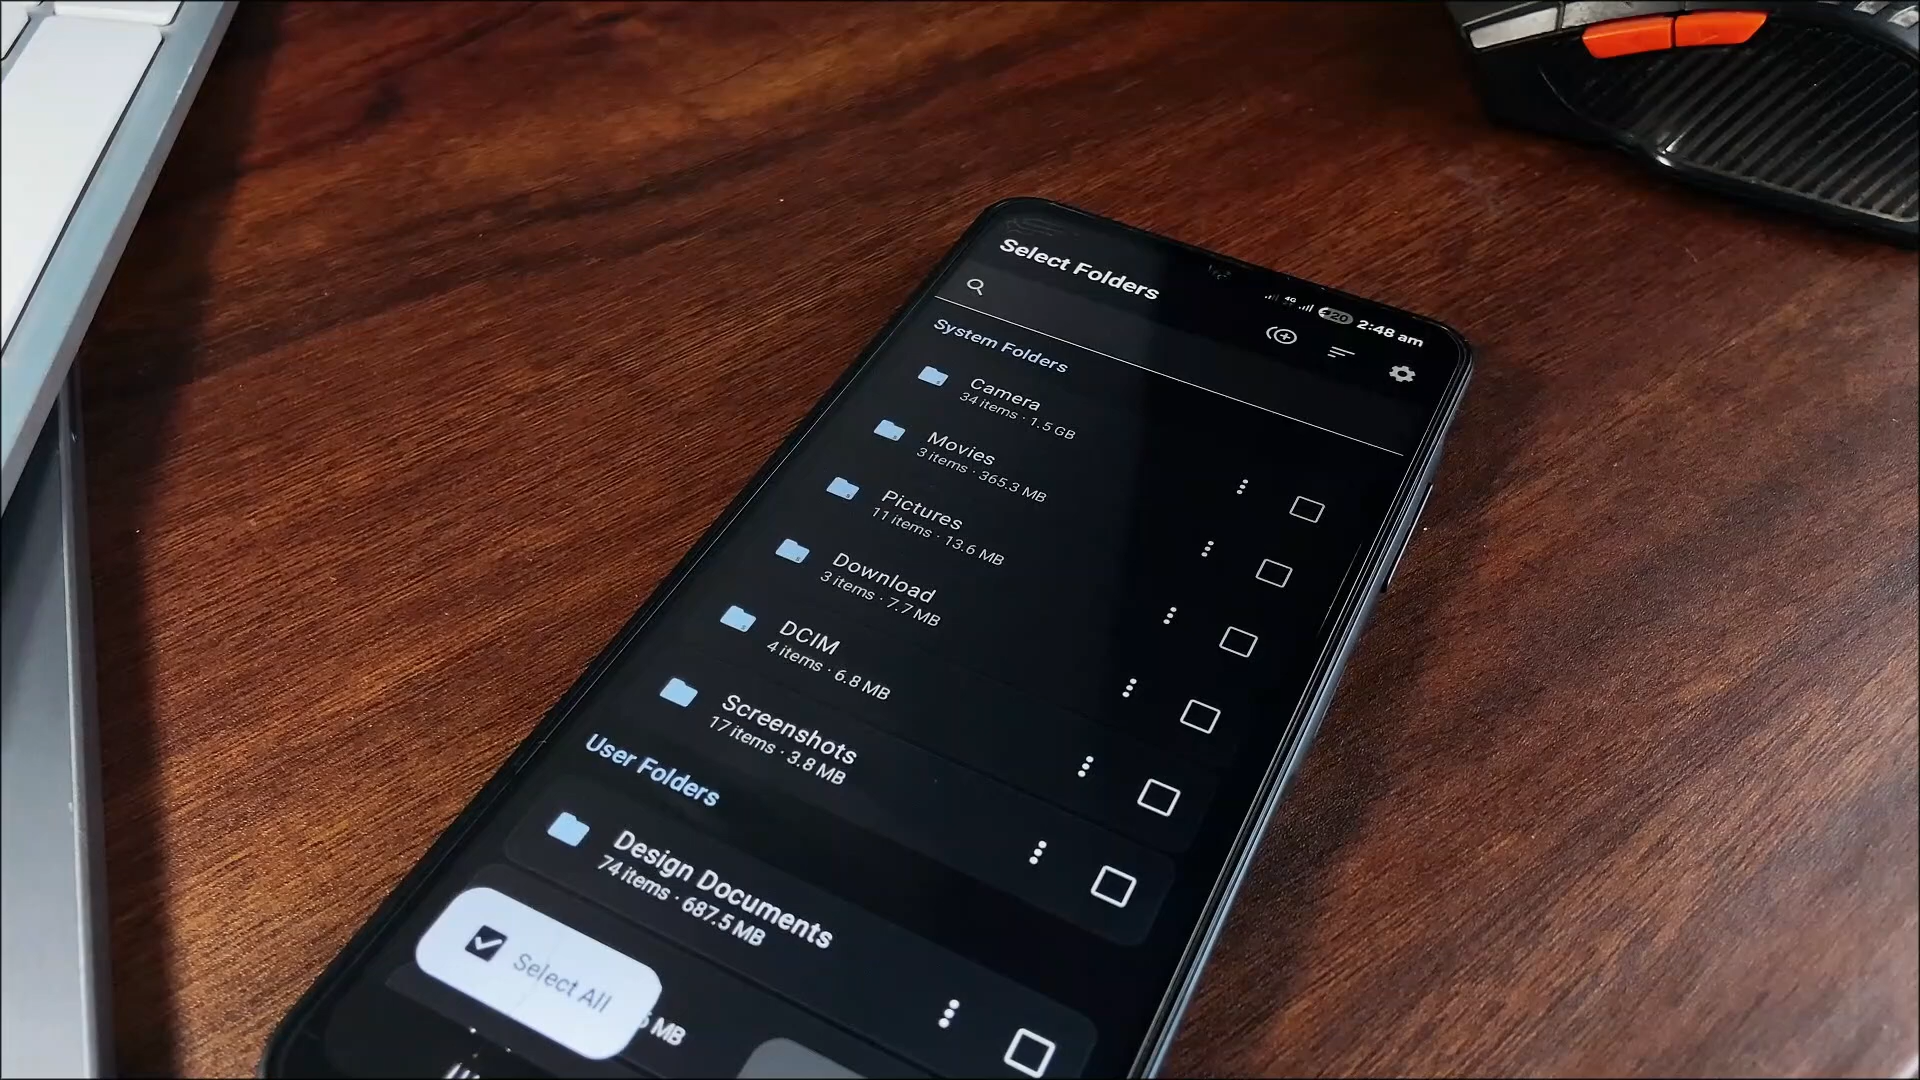 Select Folders
4G 20 2:48 am
System Folders
Camera
34 items · 1.5 GB
Movies
3 items · 365.3 MB
Pictures
11 items · 13.6 MB
Download
3 items · 7.7 MB
DCIM
4 items · 6.8 MB
Screenshots
17 items · 3.8 MB
User Folders
Design Documents
74 items · 687.5 MB
Select All
MB